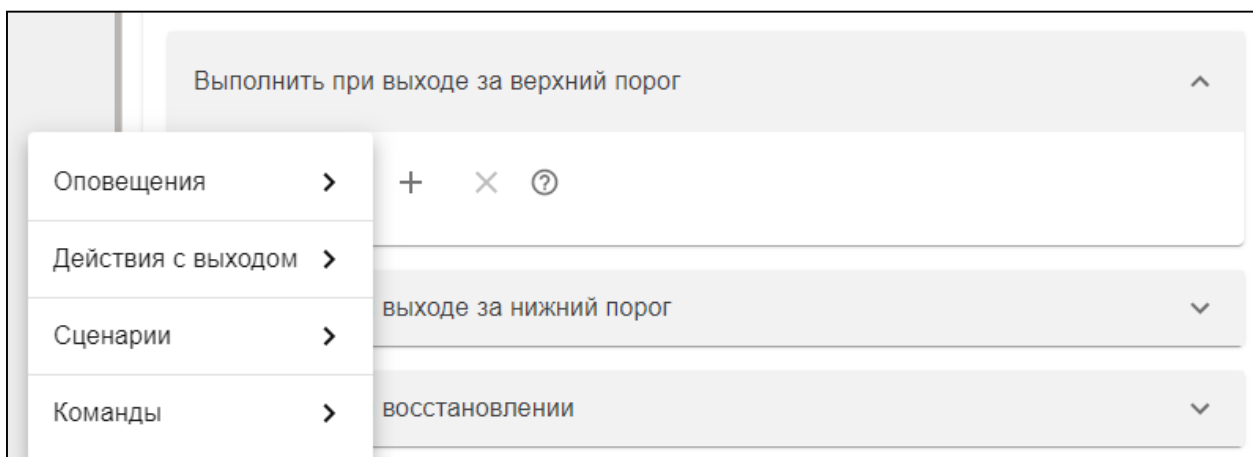 Выполнить при выходе за верхний порог
Оповещения
Действия с выходом
выходе за нижний порог
Сценарии
Команды
восстановлении